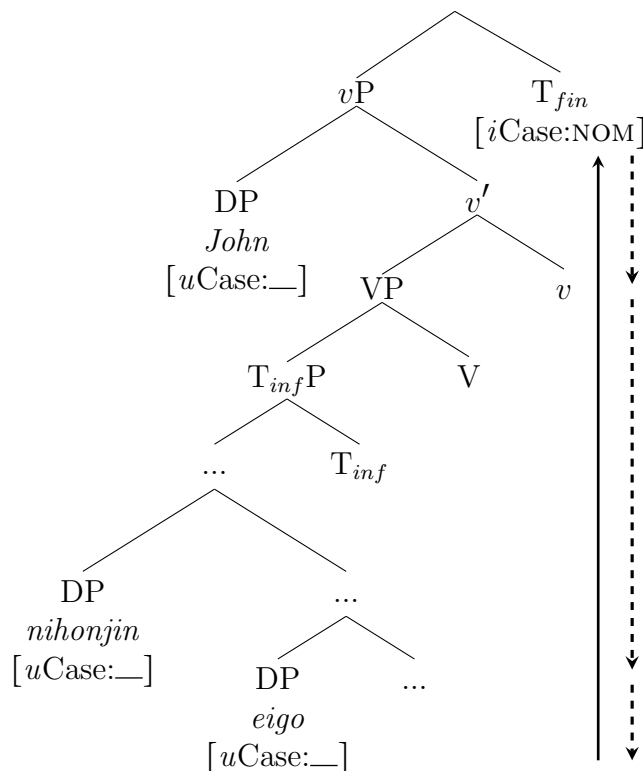 vP T_fin
[iCase:NOM]
DP v′
John
[uCase:__]
VP v
T_infP V
... T_inf
DP ...
nihonjin
[uCase:__]
DP ...
eigo
[uCase:__]